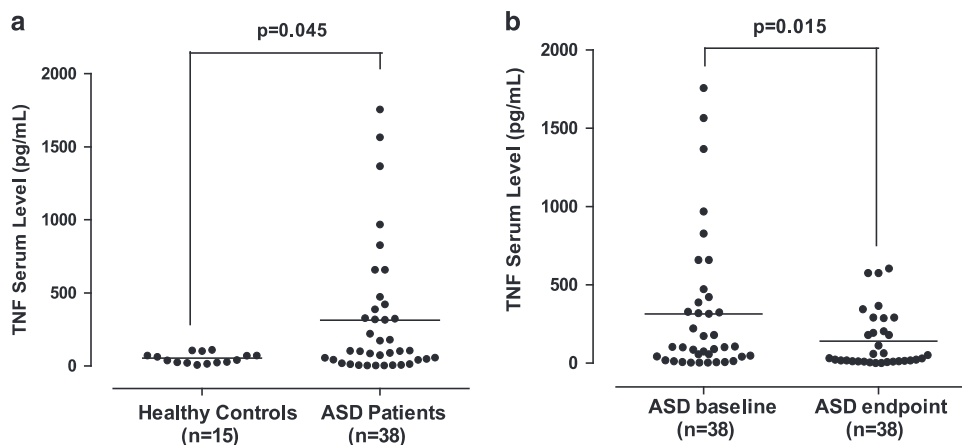 a
p=0.045
TNF Serum Level (pg/mL)
2000
1500
1000
500
0
Healthy Controls
(n=15)
ASD Patients
(n=38)
b
p=0.015
TNF Serum Level (pg/mL)
2000
1500
1000
500
0
ASD baseline
(n=38)
ASD endpoint
(n=38)